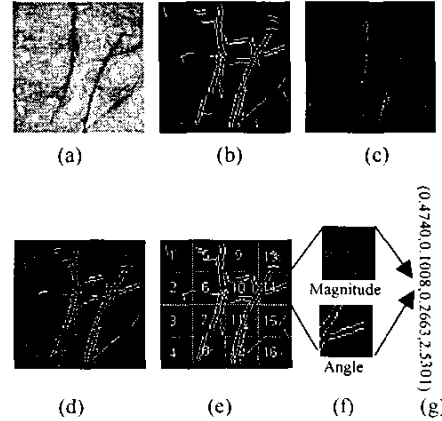 (a) (b) (c)
1 5 9 13
2 6 10 14
3 7 11 15
4 8 12 16
Magnitude
Angle
(0.4740,0.1608,0.2663,2.5301)
(d) (e) (f) (g)